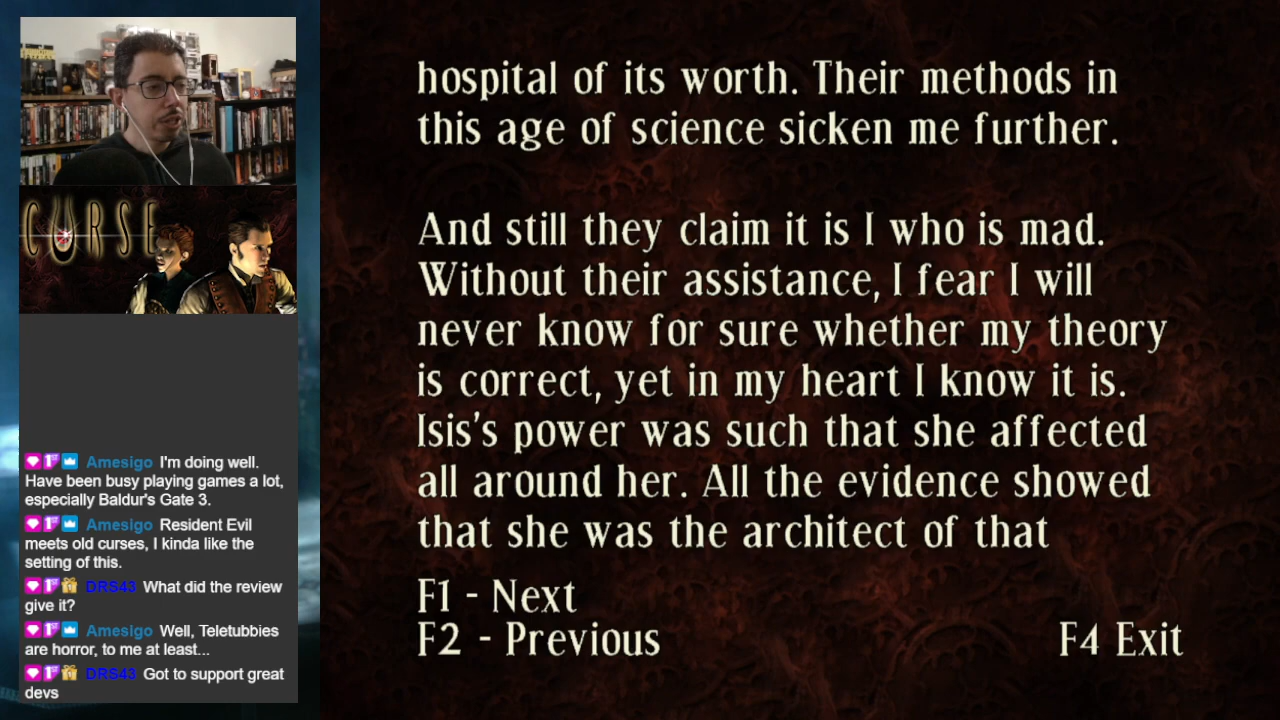 hospital of its worth. Their methods in
this age of science sicken me further.
And still they claim it is I who is mad.
Without their assistance, I fear I will
never know for sure whether my theory
is correct, yet in my heart I know it is.
Isis's power was such that she affected
all around her. All the evidence showed
that she was the architect of that
F1 - Next
F2 - Previous
F4 Exit
CURSE
Amesigo I'm doing well.
Have been busy playing games a lot,
especially Baldur's Gate 3.
Amesigo Resident Evil
meets old curses, I kinda like the
setting of this.
DRS43 What did the review
give it?
Amesigo Well, Teletubbies
are horror, to me at least...
DRS43 Got to support great
devs